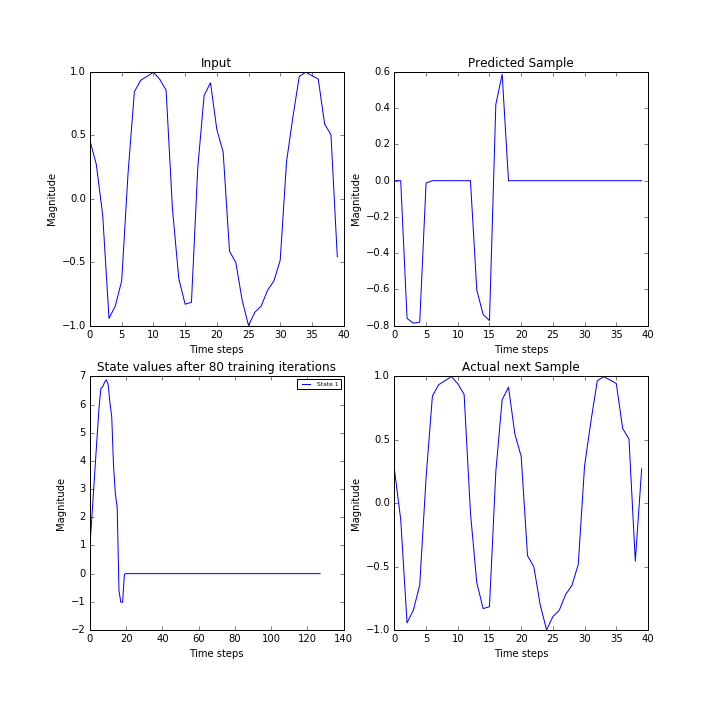 Input
Magnitude
1.0
0.5
0.0
−0.5
−1.0
0 5 10 15 20 25 30 35 40
Time steps
Predicted Sample
Magnitude
0.6
0.4
0.2
0.0
−0.2
−0.4
−0.6
−0.8
0 5 10 15 20 25 30 35 40
Time steps
State values after 80 training iterations
Magnitude
7
6
5
4
3
2
1
0
−1
−2
State 1
0 20 40 60 80 100 120 140
Time steps
Actual next Sample
Magnitude
1.0
0.5
0.0
−0.5
−1.0
0 5 10 15 20 25 30 35 40
Time steps